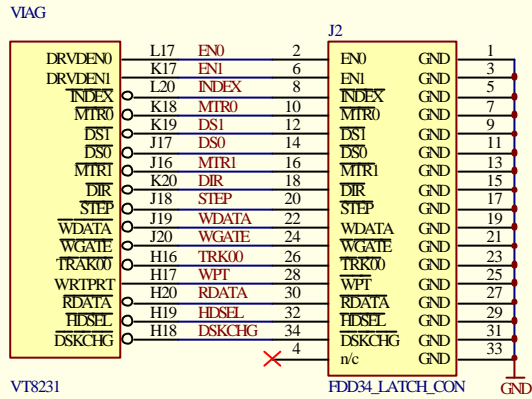 VIAG
J2
DRVDEN0 L17 EN0 2 EN0 GND 1
DRVDEN1 K17 EN1 6 EN1 GND 3
INDEX L20 INDEX 8 INDEX GND 5
MTR0 K18 MTR0 10 MTR0 GND 7
DS1 K19 DS1 12 DS1 GND 9
DS0 J17 DS0 14 DS0 GND 11
MTR1 J16 MTR1 16 MTR1 GND 13
DIR K20 DIR 18 DIR GND 15
STEP J18 STEP 20 STEP GND 17
WDATA J19 WDATA 22 WDATA GND 19
WGATE J20 WGATE 24 WGATE GND 21
TRAK00 H16 TRK00 26 TRK00 GND 23
WRTPRT H17 WPT 28 WPT GND 25
RDATA H20 RDATA 30 RDATA GND 27
HDSEL H19 HDSEL 32 HDSEL GND 29
DSKCHG H18 DSKCHG 34 DSKCHG GND 31
4 n/c GND 33
VT8231 FDD34_LATCH_CON GND